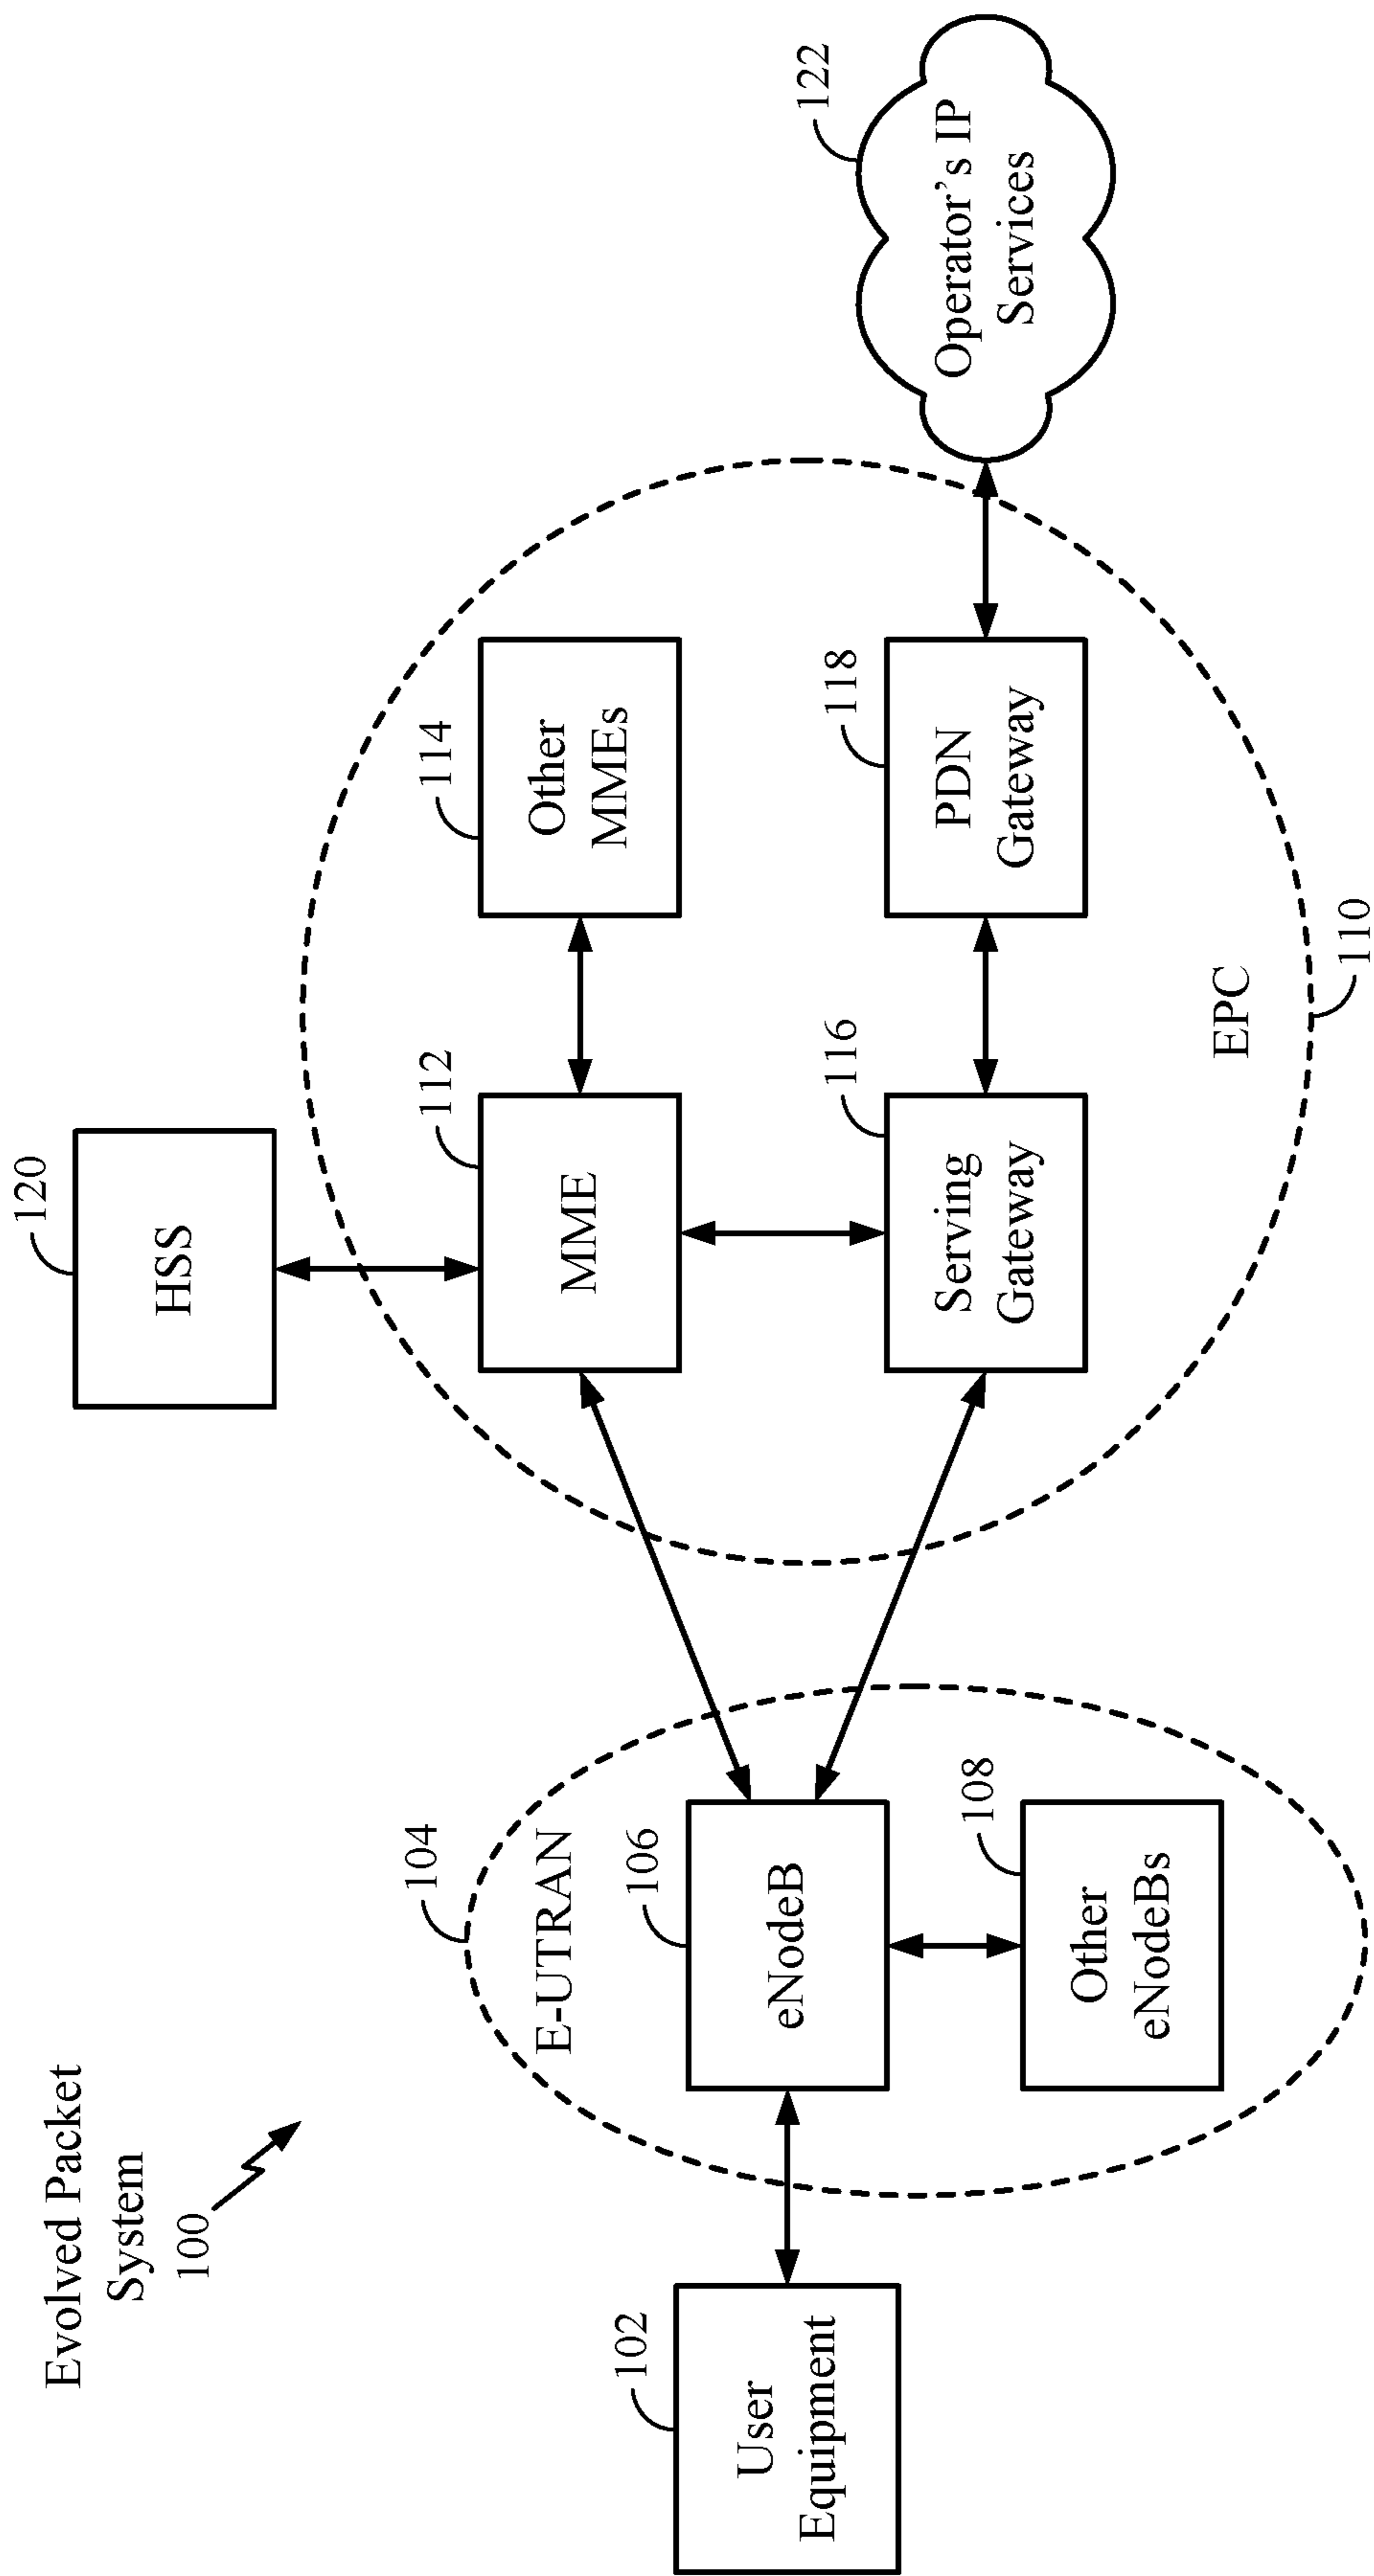 Evolved Packet
System
100
102
User
Equipment
104
E-UTRAN
106
eNodeB
108
Other
eNodeBs
120
HSS
112
MME
114
Other
MMEs
116
Serving
Gateway
118
PDN
Gateway
EPC
110
122
Operator's IP
Services